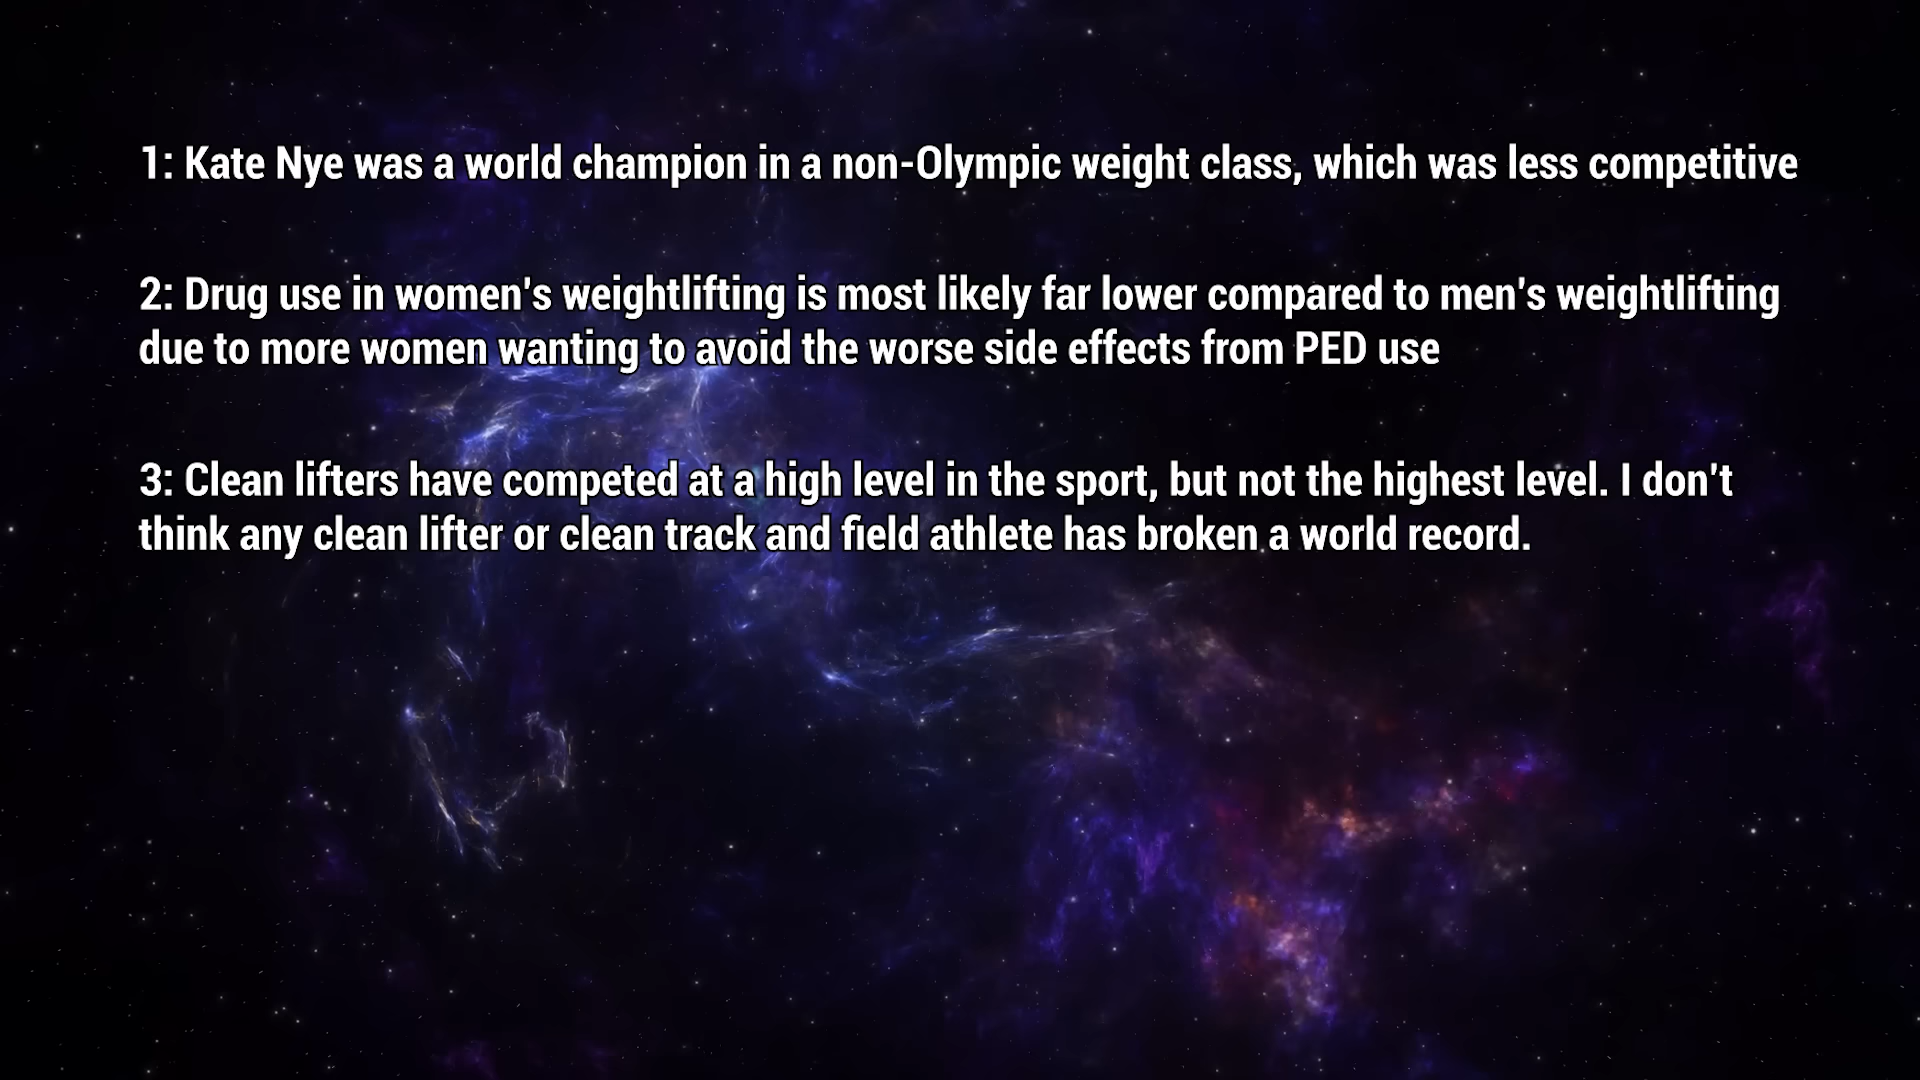 1: Kate Nye was a world champion in a non-Olympic weight class, which was less competitive
2: Drug use in women's weightlifting is most likely far lower compared to men's weightlifting
due to more women wanting to avoid the worse side effects from PED use
3: Clean lifters have competed at a high level in the sport, but not the highest level. I don't
think any clean lifter or clean track and field athlete has broken a world record.